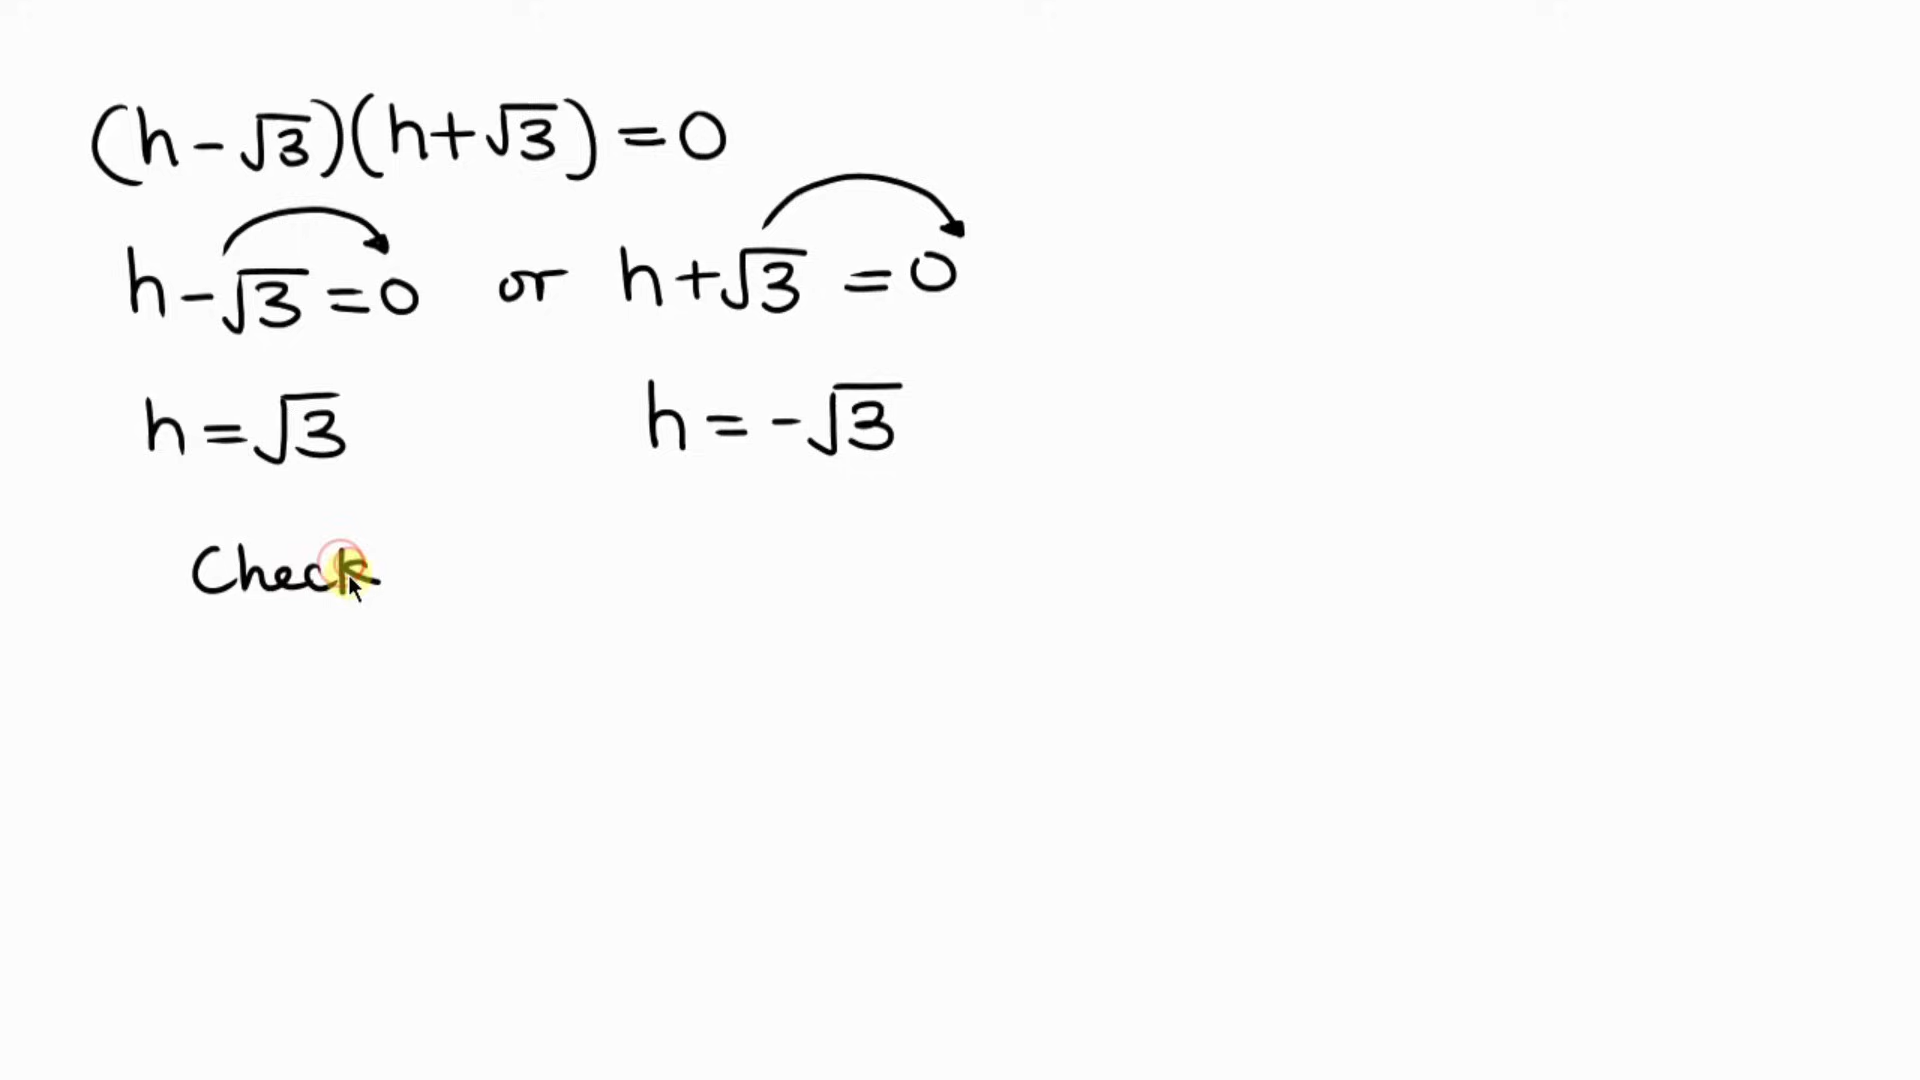 (h-√3)(h+√3)=0
h-√3=0 or h+√3=0
h=√3 h=-√3
Check